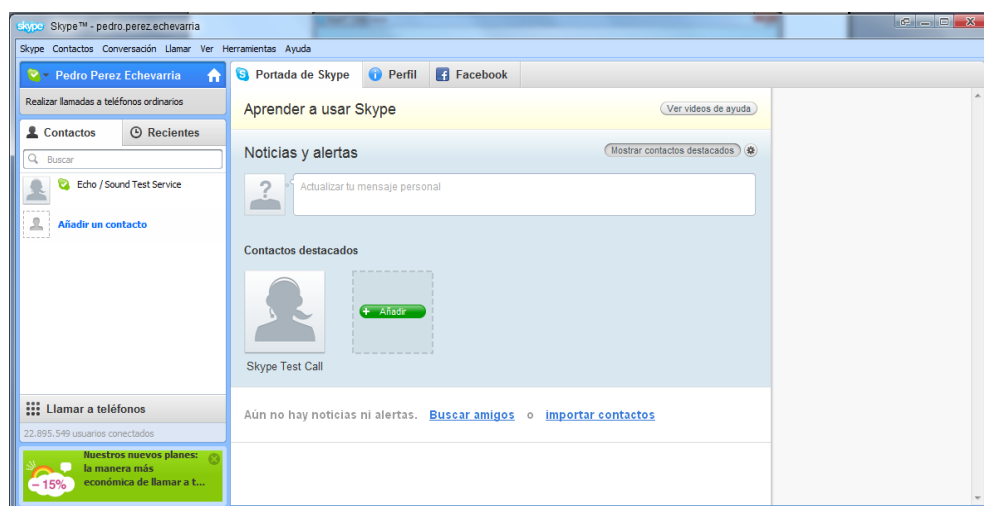 skype Skype™ - pedro.perez.echevarria
Skype Contactos Conversación Llamar Ver Herramientas Ayuda
Pedro Perez Echevarria
Realizar llamadas a teléfonos ordinarios
Contactos Recientes
Buscar
Echo / Sound Test Service
Añadir un contacto
Llamar a teléfonos
22.895.549 usuarios conectados
Nuestros nuevos planes:
la manera más
económica de llamar a t...
-15%
Portada de Skype Perfil Facebook
Aprender a usar Skype Ver videos de ayuda
Noticias y alertas Mostrar contactos destacados
Actualizar tu mensaje personal
Contactos destacados
Añadir
Skype Test Call
Aún no hay noticias ni alertas. Buscar amigos o importar contactos